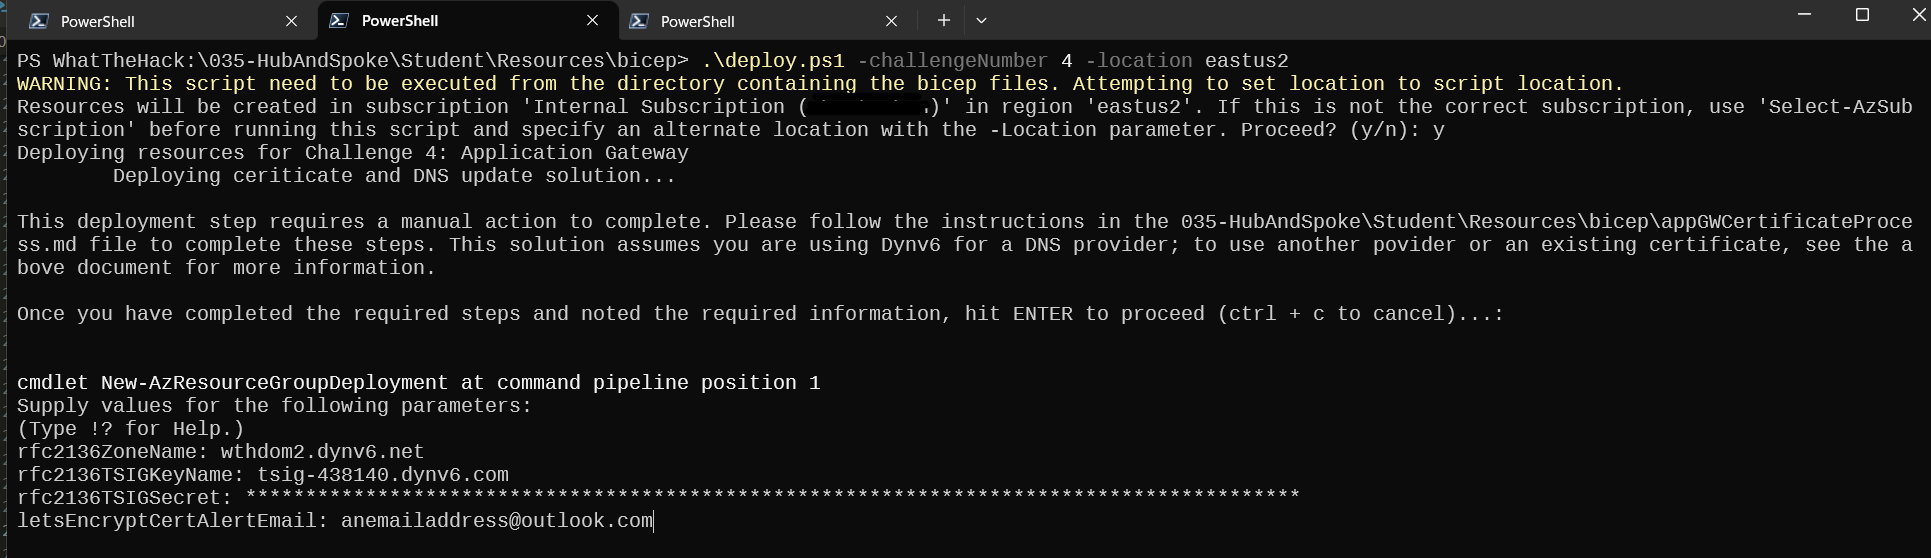 PowerShell
PowerShell
PowerShell
PS WhatTheHack:\035-HubAndSpoke\Student\Resources\bicep> .\deploy.ps1 -challengeNumber 4 -location eastus2
WARNING: This script need to be executed from the directory containing the bicep files. Attempting to set location to script location.
Resources will be created in subscription 'Internal Subscription ( )' in region 'eastus2'. If this is not the correct subscription, use 'Select-AzSub
scription' before running this script and specify an alternate location with the -Location parameter. Proceed? (y/n): y
Deploying resources for Challenge 4: Application Gateway
Deploying ceriticate and DNS update solution...
This deployment step requires a manual action to complete. Please follow the instructions in the 035-HubAndSpoke\Student\Resources\bicep\appGWCertificateProce
ss.md file to complete these steps. This solution assumes you are using Dynv6 for a DNS provider; to use another povider or an existing certificate, see the a
bove document for more information.
Once you have completed the required steps and noted the required information, hit ENTER to proceed (ctrl + c to cancel)...:
cmdlet New-AzResourceGroupDeployment at command pipeline position 1
Supply values for the following parameters:
(Type !? for Help.)
rfc2136ZoneName: wthdom2.dynv6.net
rfc2136TSIGKeyName: tsig-438140.dynv6.com
rfc2136TSIGSecret: ****************************************************************************************
letsEncryptCertAlertEmail: anemailaddress@outlook.com